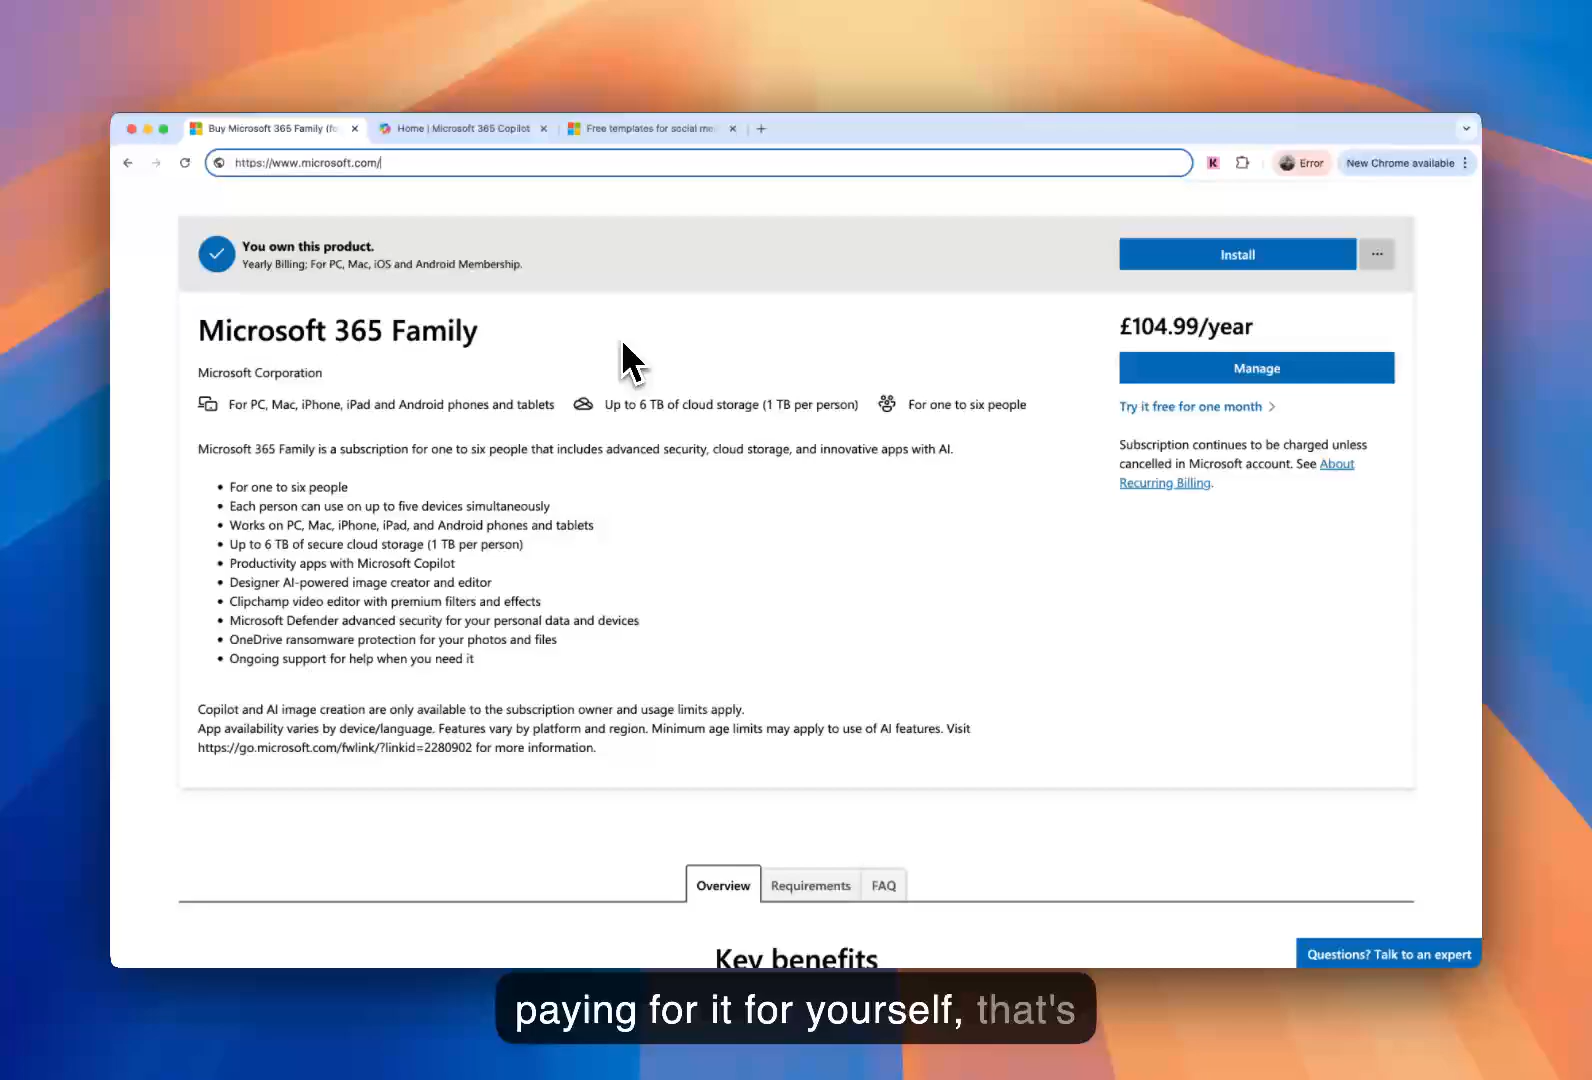 Buy Microsoft 365 Family (fo
Home | Microsoft 365 Copilot
Free templates for social me
https://www.microsoft.com/
K
Error
New Chrome available
You own this product.
Yearly Billing; For PC, Mac, iOS and Android Membership.
Install
Microsoft 365 Family
£104.99/year
Manage
Microsoft Corporation
For PC, Mac, iPhone, iPad and Android phones and tablets
Up to 6 TB of cloud storage (1 TB per person)
For one to six people
Try it free for one month
Microsoft 365 Family is a subscription for one to six people that includes advanced security, cloud storage, and innovative apps with AI.
Subscription continues to be charged unless
cancelled in Microsoft account. See About
Recurring Billing.
• For one to six people
• Each person can use on up to five devices simultaneously
• Works on PC, Mac, iPhone, iPad, and Android phones and tablets
• Up to 6 TB of secure cloud storage (1 TB per person)
• Productivity apps with Microsoft Copilot
• Designer AI-powered image creator and editor
• Clipchamp video editor with premium filters and effects
• Microsoft Defender advanced security for your personal data and devices
• OneDrive ransomware protection for your photos and files
• Ongoing support for help when you need it
Copilot and AI image creation are only available to the subscription owner and usage limits apply.
App availability varies by device/language. Features vary by platform and region. Minimum age limits may apply to use of AI features. Visit
https://go.microsoft.com/fwlink/?linkid=2280902 for more information.
Overview
Requirements
FAQ
Key benefits
Questions? Talk to an expert
paying for it for yourself, that's